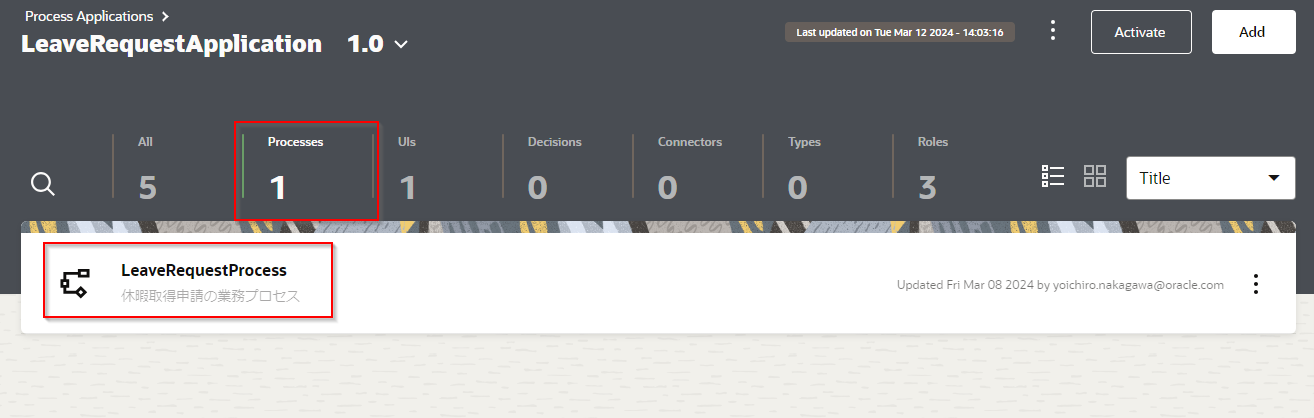 Process Applications
LeaveRequestApplication 1.0
Last updated on Tue Mar 12 2024 - 14:03:16
Activate
Add
All
5
Processes
1
UIs
1
Decisions
0
Connectors
0
Types
0
Roles
3
Title
LeaveRequestProcess
休暇取得申請の業務プロセス
Updated Fri Mar 08 2024 by yoichiro.nakagawa@oracle.com